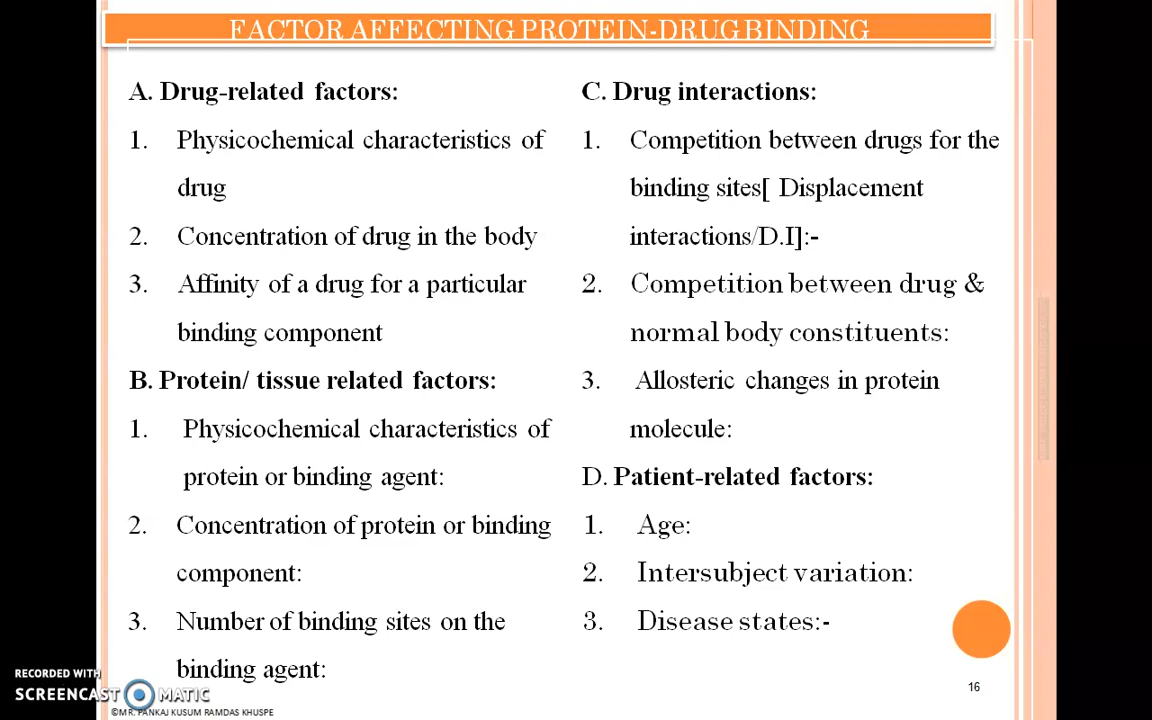 FACTOR AFFECTING PROTEIN-DRUG BINDING
A. Drug-related factors:
1. Physicochemical characteristics of
drug
2. Concentration of drug in the body
3. Affinity of a drug for a particular
binding component
B. Protein/ tissue related factors:
1. Physicochemical characteristics of
protein or binding agent:
2. Concentration of protein or binding
component:
3. Number of binding sites on the
binding agent:
C. Drug interactions:
1. Competition between drugs for the
binding sites[ Displacement
interactions/D.I]:-
2. Competition between drug &
normal body constituents:
3. Allosteric changes in protein
molecule:
D. Patient-related factors:
1. Age:
2. Intersubject variation:
3. Disease states:-
16
RECORDED WITH
SCREENCAST MATIC
©MR. PANKAJ KUSUM RAMDAS KHUSPE